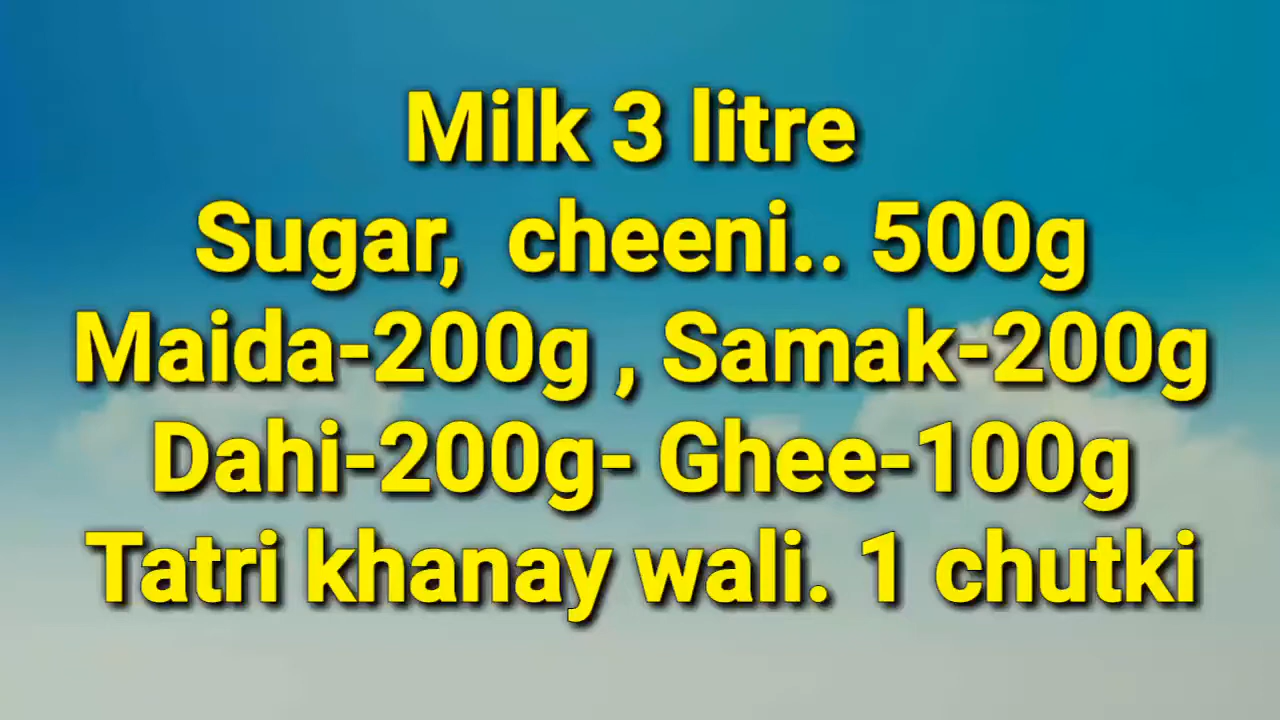 Milk 3 litre
Sugar,  cheeni.. 500g
Maida-200g , Samak-200g
Dahi-200g- Ghee-100g
Tatri khanay wali. 1 chutki